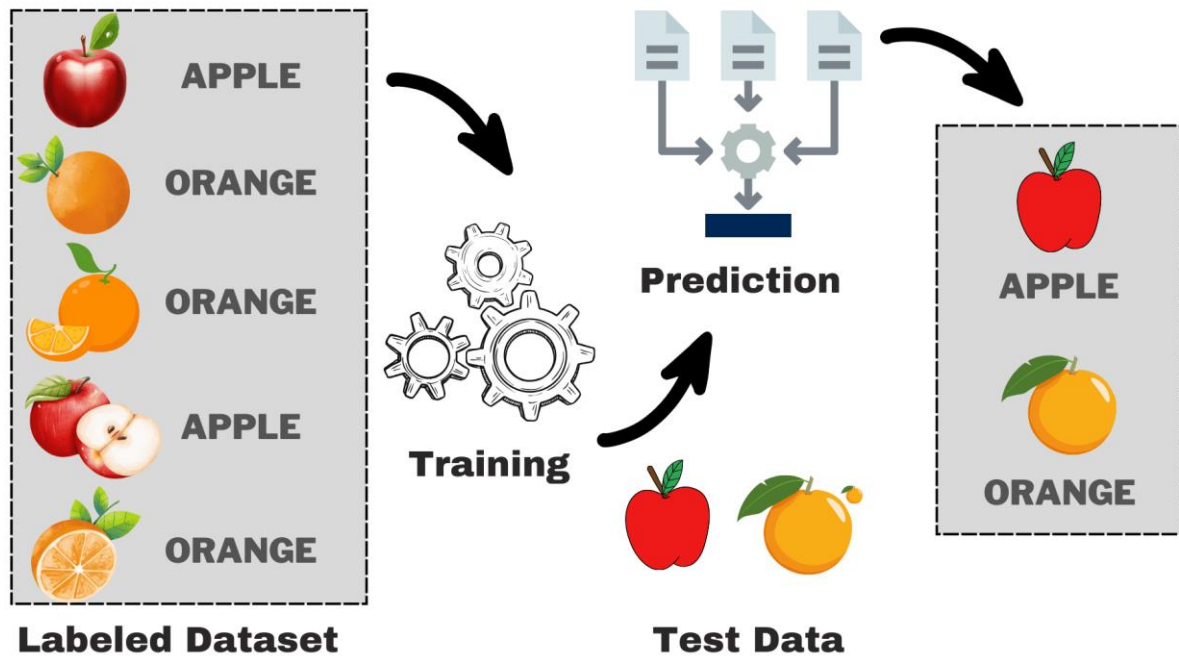 APPLE
ORANGE
ORANGE
APPLE
ORANGE
Labeled Dataset
Training
Prediction
Test Data
APPLE
ORANGE